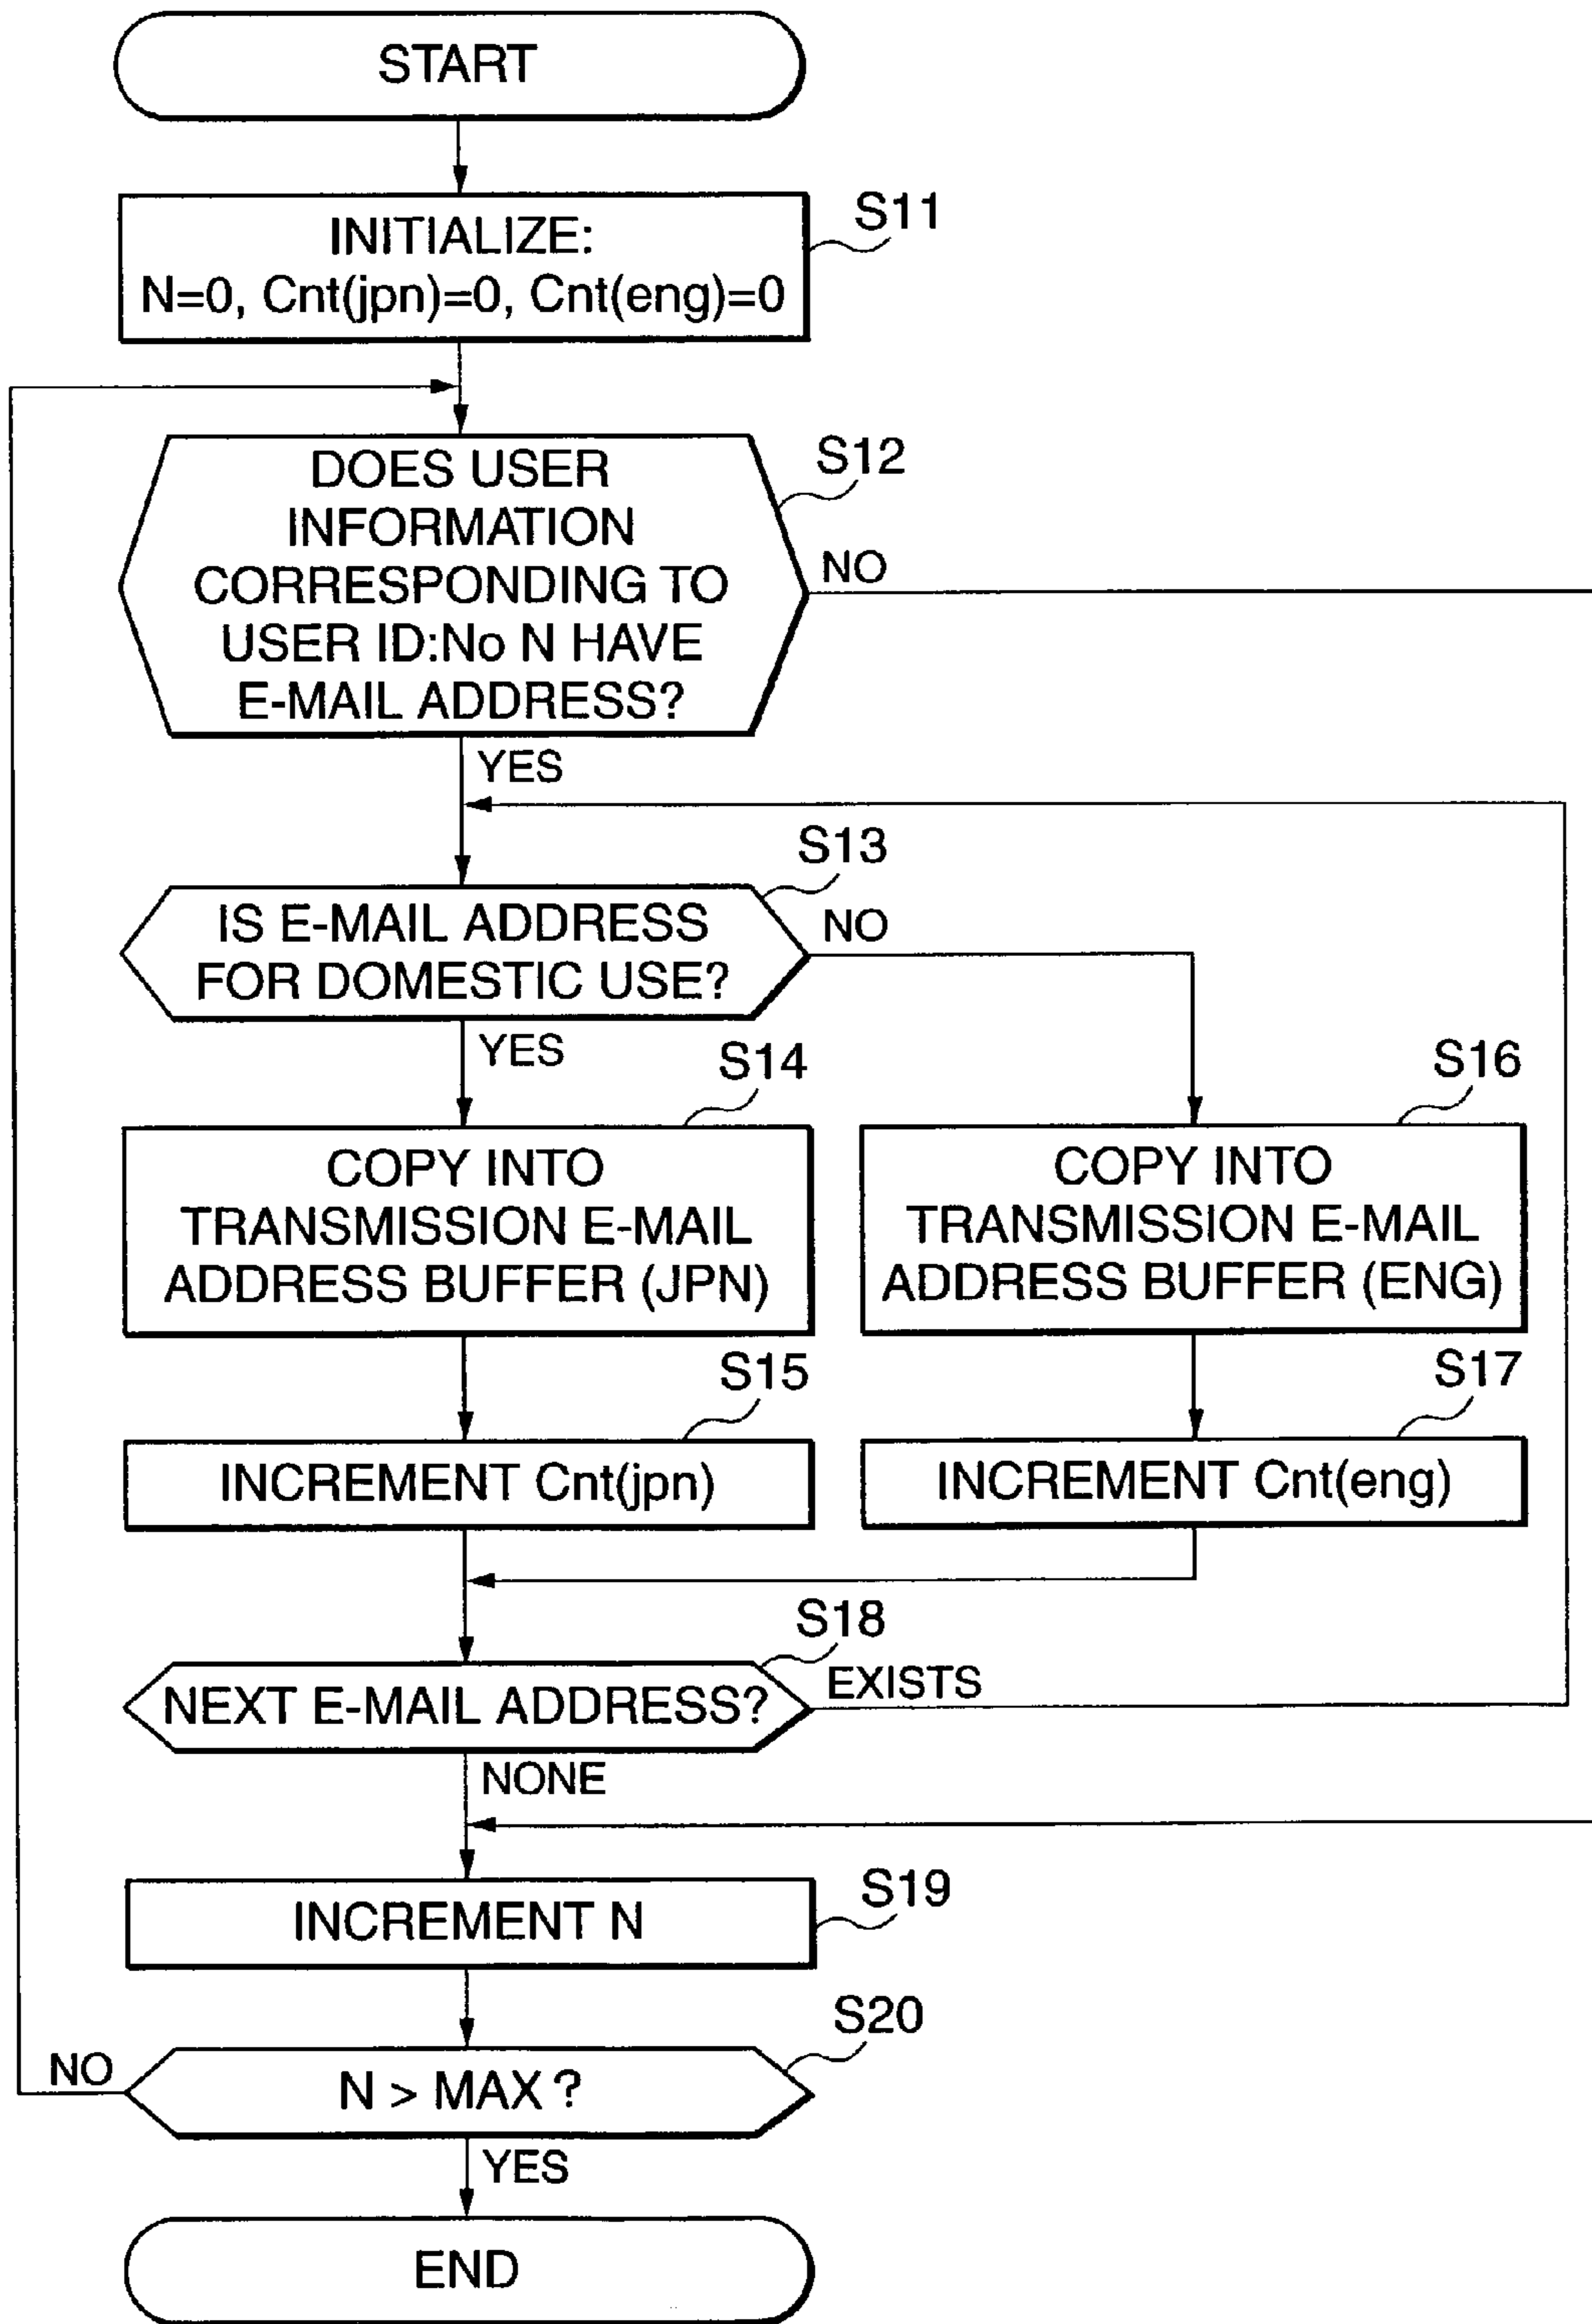 START
S11
INITIALIZE:
N=0, Cnt(jpn)=0, Cnt(eng)=0
S12
DOES USER
INFORMATION
CORRESPONDING TO
USER ID:No N HAVE
E-MAIL ADDRESS?
NO
YES
S13
IS E-MAIL ADDRESS
FOR DOMESTIC USE?
NO
YES
S14
COPY INTO
TRANSMISSION E-MAIL
ADDRESS BUFFER (JPN)
S16
COPY INTO
TRANSMISSION E-MAIL
ADDRESS BUFFER (ENG)
S15
INCREMENT Cnt(jpn)
S17
INCREMENT Cnt(eng)
S18
NEXT E-MAIL ADDRESS?
EXISTS
NONE
S19
INCREMENT N
S20
NO
N > MAX ?
YES
END